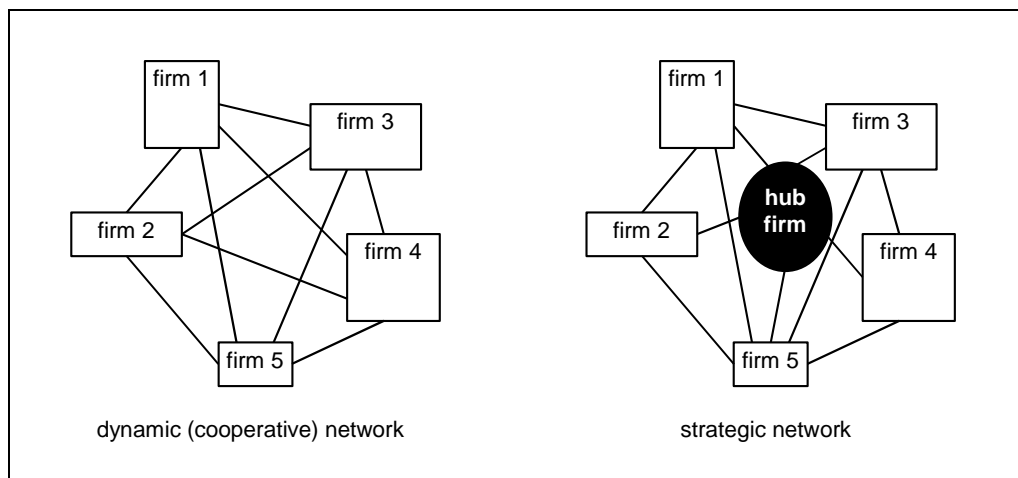 firm 1
firm 3
firm 2
firm 4
firm 5
dynamic (cooperative) network
firm 1
firm 3
hub
firm
firm 2
firm 4
firm 5
strategic network